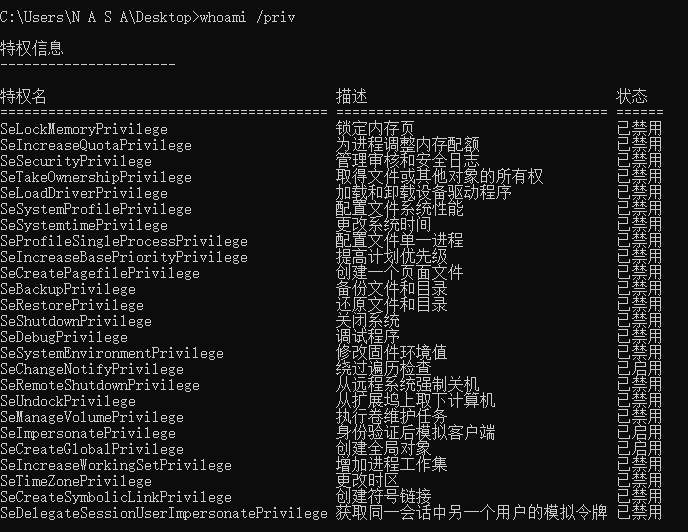 C:\Users\N A S A\Desktop>whoami /priv
特权信息
----------------------
特权名 描述 状态
========================================= ================================== ======
SeLockMemoryPrivilege 锁定内存页 已禁用
SeIncreaseQuotaPrivilege 为进程调整内存配额 已禁用
SeSecurityPrivilege 管理审核和安全日志 已禁用
SeTakeOwnershipPrivilege 取得文件或其他对象的所有权 已禁用
SeLoadDriverPrivilege 加载和卸载设备驱动程序 已禁用
SeSystemProfilePrivilege 配置文件系统性能 已禁用
SeSystemtimePrivilege 更改系统时间 已禁用
SeProfileSingleProcessPrivilege 配置文件单一进程 已禁用
SeIncreaseBasePriorityPrivilege 提高计划优先级 已禁用
SeCreatePagefilePrivilege 创建一个页面文件 已禁用
SeBackupPrivilege 备份文件和目录 已禁用
SeRestorePrivilege 还原文件和目录 已禁用
SeShutdownPrivilege 关闭系统 已禁用
SeDebugPrivilege 调试程序 已禁用
SeSystemEnvironmentPrivilege 修改固件环境值 已禁用
SeChangeNotifyPrivilege 绕过遍历检查 已启用
SeRemoteShutdownPrivilege 从远程系统强制关机 已禁用
SeUndockPrivilege 从扩展坞上取下计算机 已禁用
SeManageVolumePrivilege 执行卷维护任务 已禁用
SeImpersonatePrivilege 身份验证后模拟客户端 已启用
SeCreateGlobalPrivilege 创建全局对象 已启用
SeIncreaseWorkingSetPrivilege 增加进程工作集 已禁用
SeTimeZonePrivilege 更改时区 已禁用
SeCreateSymbolicLinkPrivilege 创建符号链接 已禁用
SeDelegateSessionUserImpersonatePrivilege 获取同一会话中另一个用户的模拟令牌 已禁用